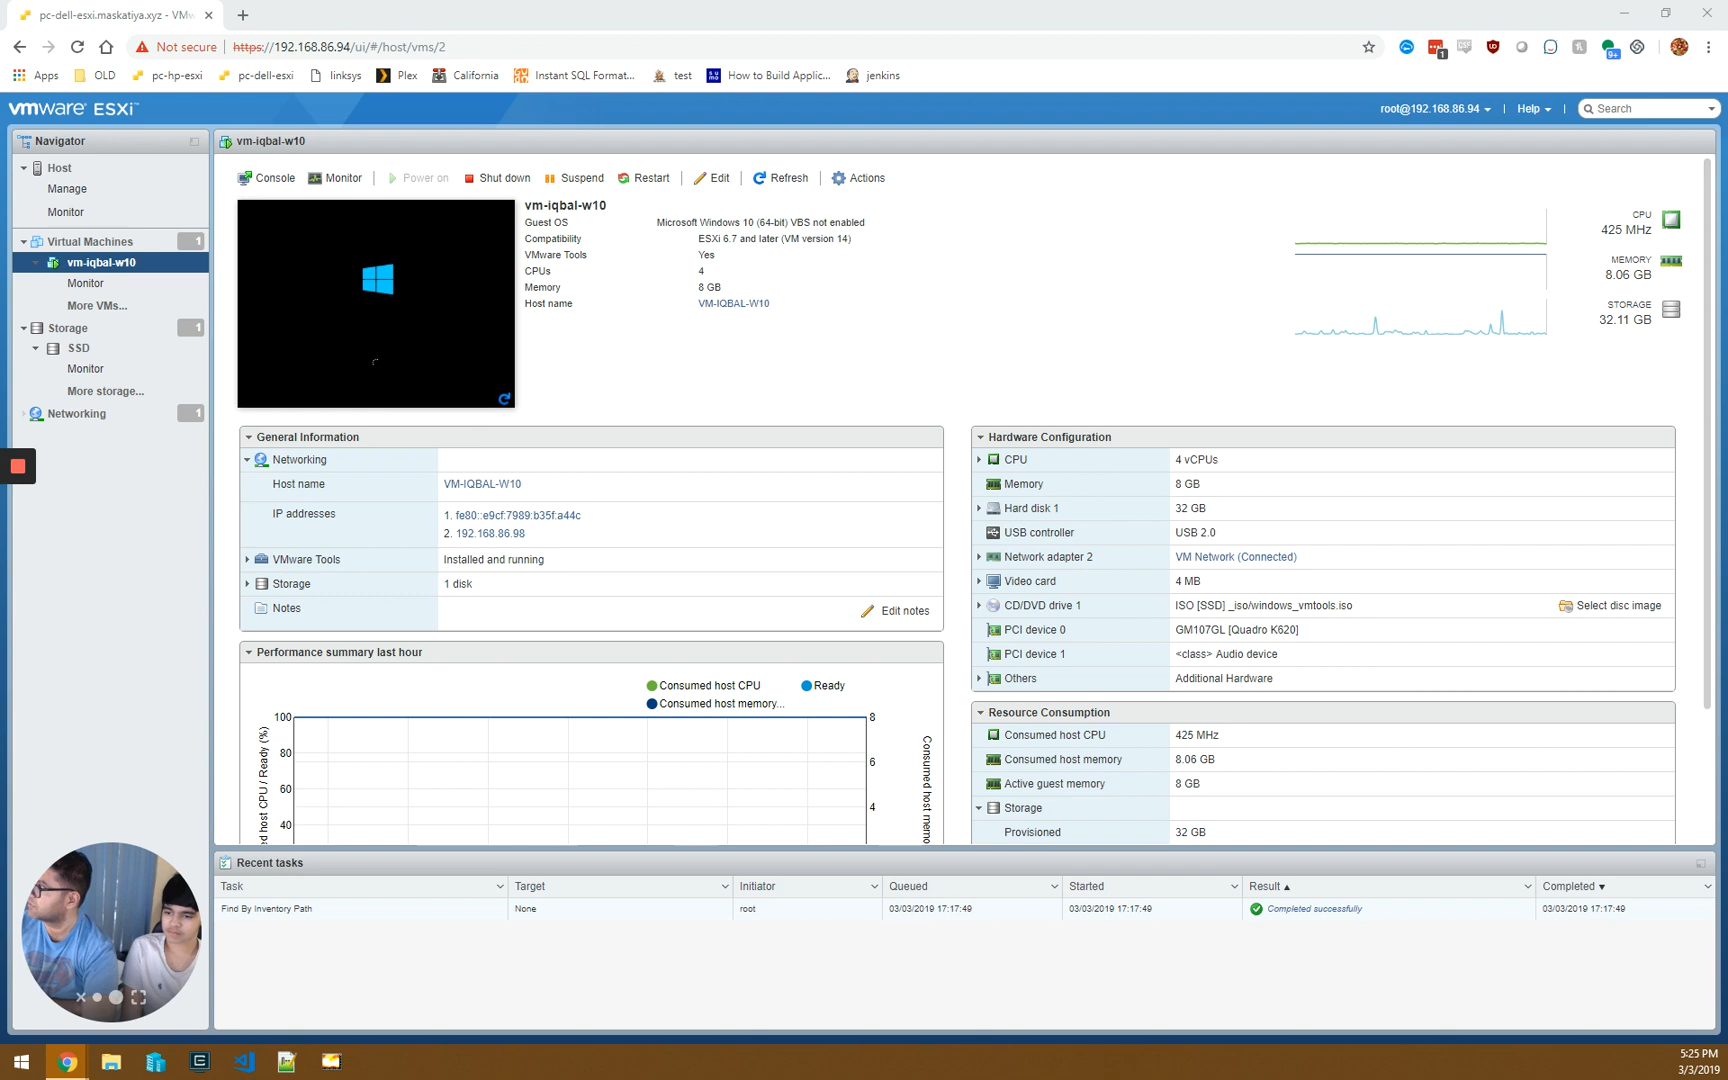 pc-dell-esxi.maskatiya.xyz - VMw
Not secure
https://192.168.86.94/ui/#/host/vms/2
1
9+
Apps
OLD
pc-hp-esxi
pc-dell-esxi
linksys
Plex
California
Instant SQL Format...
test
How to Build Applic...
jenkins
vmware ESXi™
root@192.168.86.94
Help
Search
Navigator
Host
Manage
Monitor
Virtual Machines 1
vm-iqbal-w10
Monitor
More VMs...
Storage 1
SSD
Monitor
More storage...
Networking 1
vm-iqbal-w10
Console
Monitor
Power on
Shut down
Suspend
Restart
Edit
Refresh
Actions
vm-iqbal-w10
Guest OS Microsoft Windows 10 (64-bit) VBS not enabled
Compatibility ESXi 6.7 and later (VM version 14)
VMware Tools Yes
CPUs 4
Memory 8 GB
Host name VM-IQBAL-W10
CPU
425 MHz
MEMORY
8.06 GB
STORAGE
32.11 GB
General Information
Networking
Host name VM-IQBAL-W10
IP addresses 1. fe80::e9cf:7989:b35f:a44c
2. 192.168.86.98
VMware Tools Installed and running
Storage 1 disk
Notes Edit notes
Performance summary last hour
Consumed host CPU
Ready
Consumed host memory...
100
80
60
40
8
6
4
ed host CPU / Ready (%)
Consumed host memo
Hardware Configuration
CPU 4 vCPUs
Memory 8 GB
Hard disk 1 32 GB
USB controller USB 2.0
Network adapter 2 VM Network (Connected)
Video card 4 MB
CD/DVD drive 1 ISO [SSD] _iso/windows_vmtools.iso Select disc image
PCI device 0 GM107GL [Quadro K620]
PCI device 1 <class> Audio device
Others Additional Hardware
Resource Consumption
Consumed host CPU 425 MHz
Consumed host memory 8.06 GB
Active guest memory 8 GB
Storage
Provisioned 32 GB
Recent tasks
Task Target Initiator Queued Started Result Completed
Find By Inventory Path None root 03/03/2019 17:17:49 03/03/2019 17:17:49 Completed successfully 03/03/2019 17:17:49
5:25 PM
3/3/2019